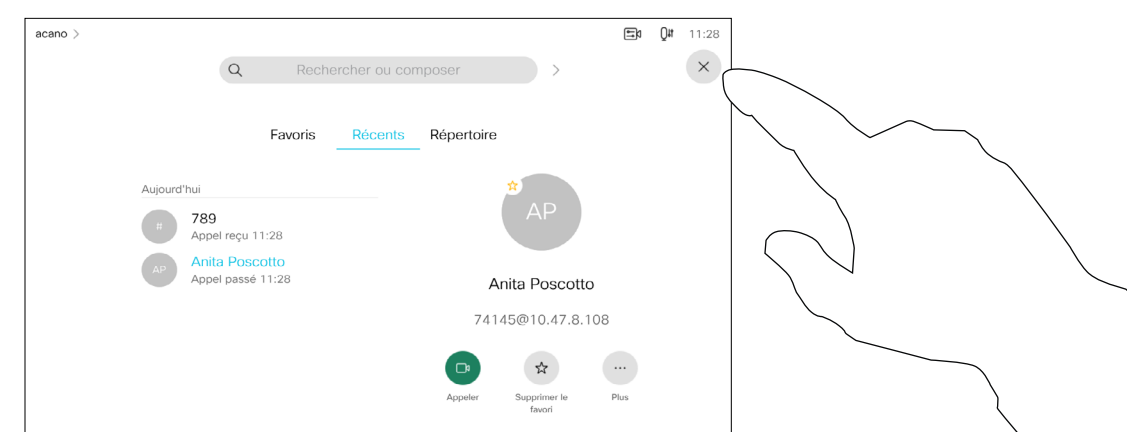 acano >
11:28
Rechercher ou composer
Favoris Récents Répertoire
Aujourd'hui
#
789
Appel reçu 11:28
AP
Anita Poscotto
Appel passé 11:28
AP
Anita Poscotto
74145@10.47.8.108
Appeler
Supprimer le
favori
Plus